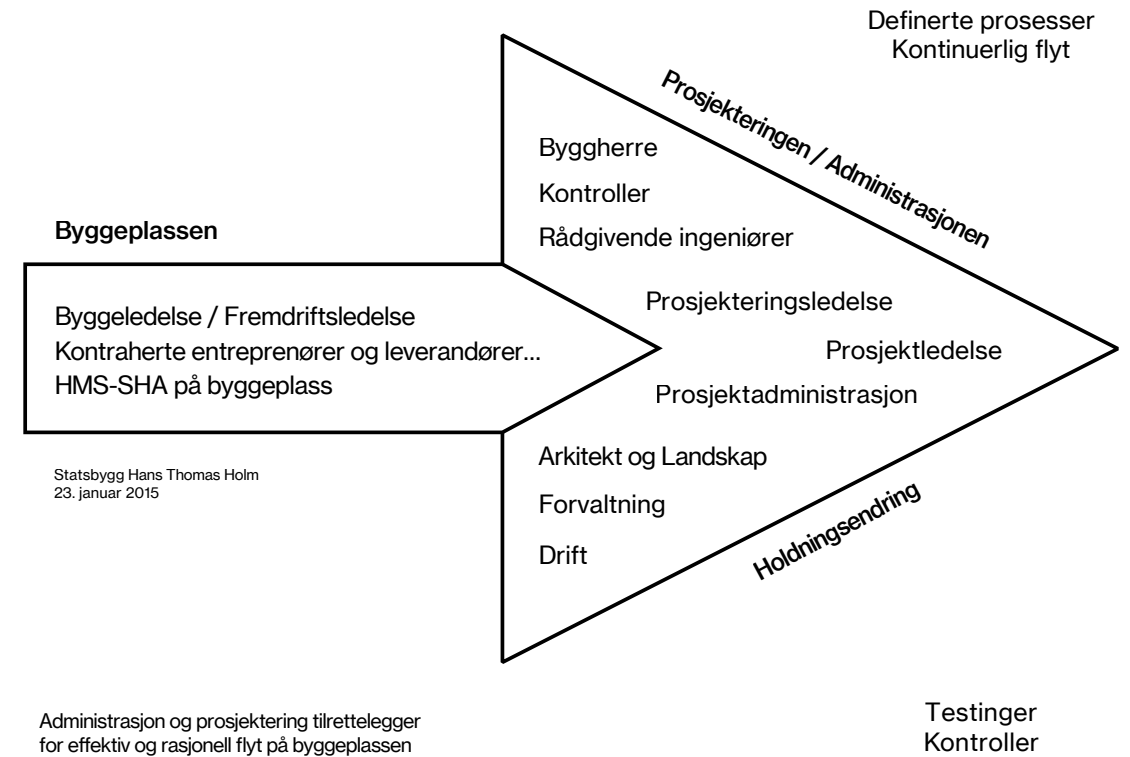 Definerte prosesser
Kontinuerlig flyt
Prosjekteringen / Administrasjonen
Byggherre
Kontroller
Rådgivende ingeniører
Byggeplassen
Prosjekteringsledelse
Byggeledelse / Fremdriftsledelse
Kontraherte entreprenører og leverandører...
HMS-SHA på byggeplass
Prosjektledelse
Prosjektadministrasjon
Arkitekt og Landskap
Forvaltning
Drift
Statsbygg Hans Thomas Holm
23. januar 2015
Holdningsendring
Administrasjon og prosjektering tilrettelegger
for effektiv og rasjonell flyt på byggeplassen
Testinger
Kontroller